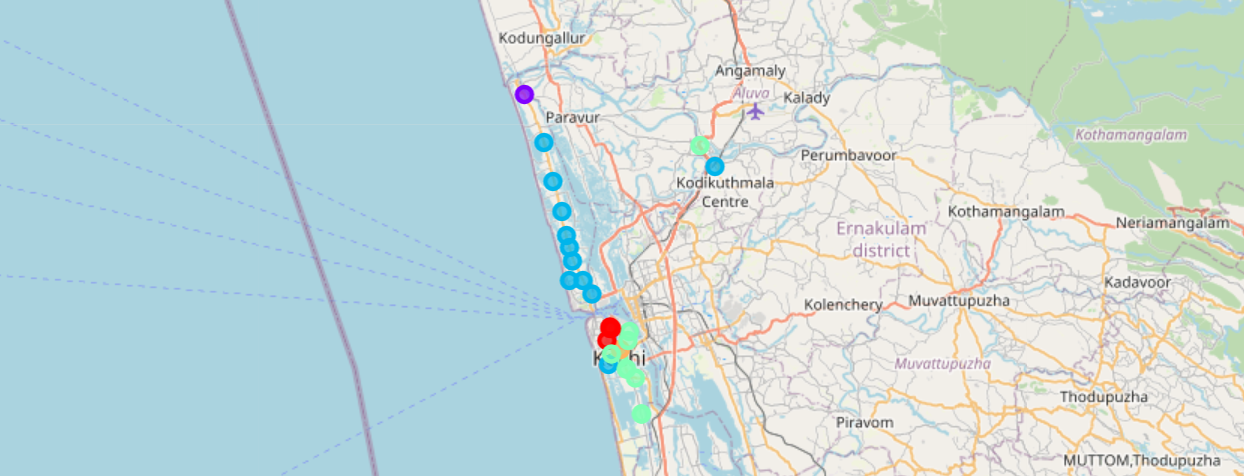 Kodungallur
Angamaly
Aluva
Kalady
Paravur
Kothamangalam
Perumbavoor
Kodikuthmala
Centre
Kothamangalam
Neriamangalam
Ernakulam
district
Kadavoor
Kolenchery
Muvattupuzha
Muvattupuzha
Thodupuzha
Piravom
MUTTOM,Thodupuzha